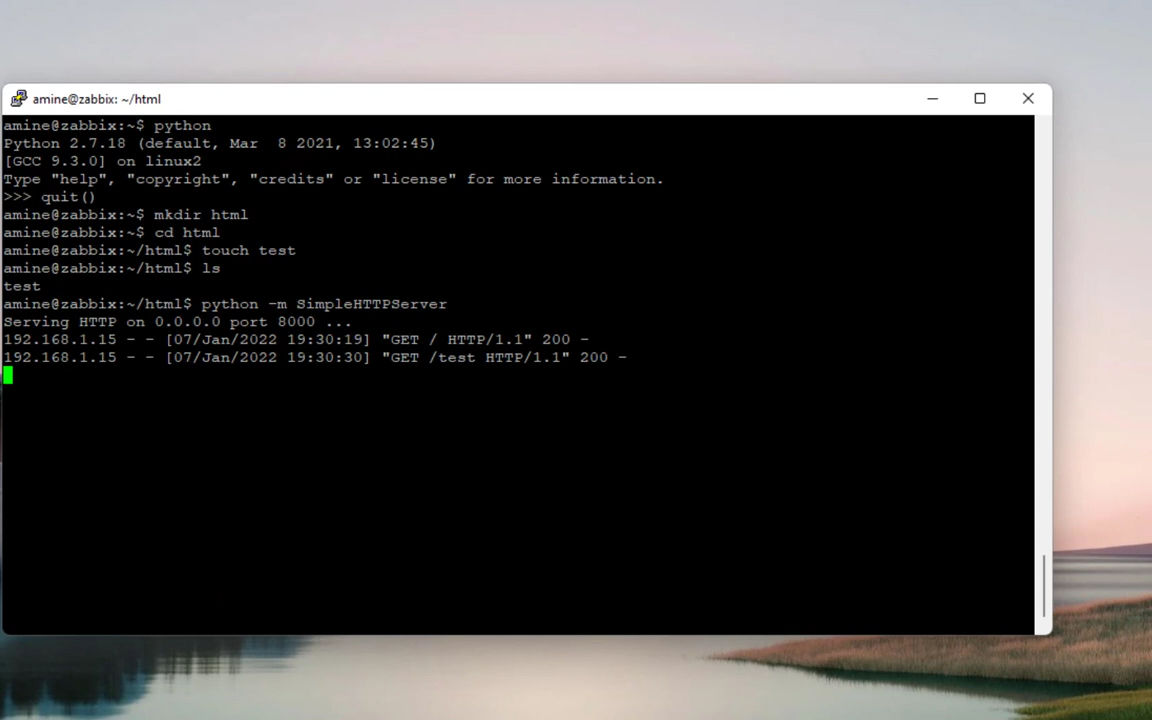 amine@zabbix: ~/html
amine@zabbix:~$ python
Python 2.7.18 (default, Mar  8 2021, 13:02:45)
[GCC 9.3.0] on linux2
Type "help", "copyright", "credits" or "license" for more information.
>>> quit()
amine@zabbix:~$ mkdir html
amine@zabbix:~$ cd html
amine@zabbix:~/html$ touch test
amine@zabbix:~/html$ ls
test
amine@zabbix:~/html$ python -m SimpleHTTPServer
Serving HTTP on 0.0.0.0 port 8000 ...
192.168.1.15 - - [07/Jan/2022 19:30:19] "GET / HTTP/1.1" 200 -
192.168.1.15 - - [07/Jan/2022 19:30:30] "GET /test HTTP/1.1" 200 -